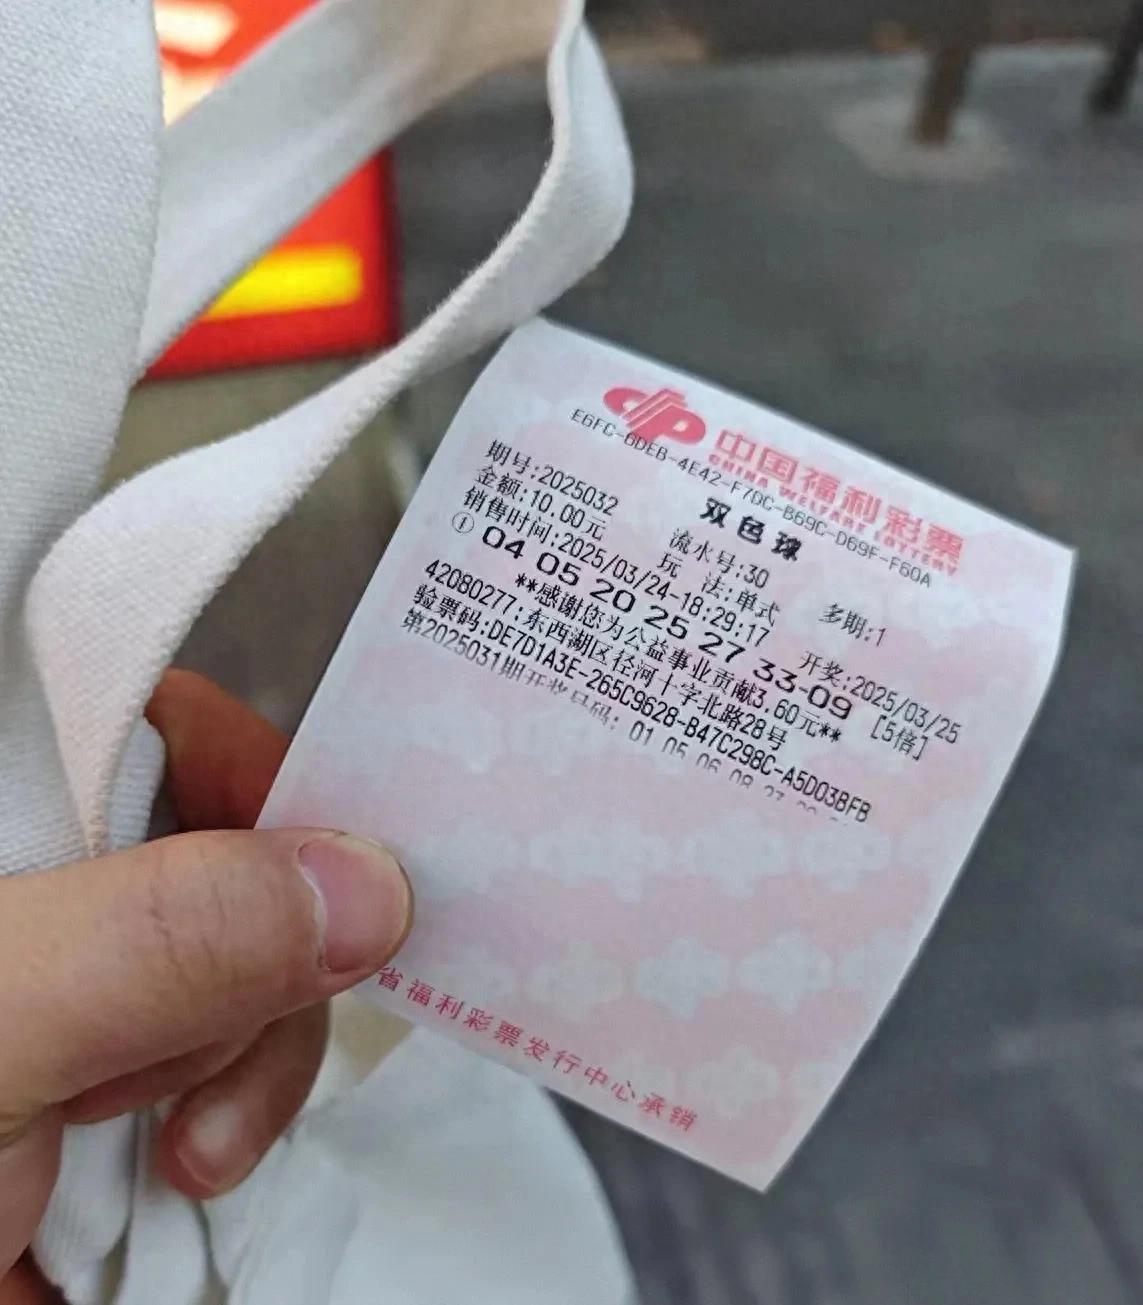 中国福利彩票
CHINA WELFARE LOTTERY
E6FC-6DEB-4E42-F7DC-B69C-D69F-F60A
双色球
期号:2025032 流水号:30
金额:10.00元 玩 法:单式 多期:1
销售时间:2025/03/24-18:29:17 开奖:2025/03/25
① 04 05 20 25 27 33-09 [5倍]
**感谢您为公益事业贡献3.60元**
42080277:东西湖区径河十字北路28号
验票码:DE7D1A3E-265C9628-B47C298C-A5D03BFB
第2025031期开奖号码: 01 05 06 08 27
省福利彩票发行中心承销